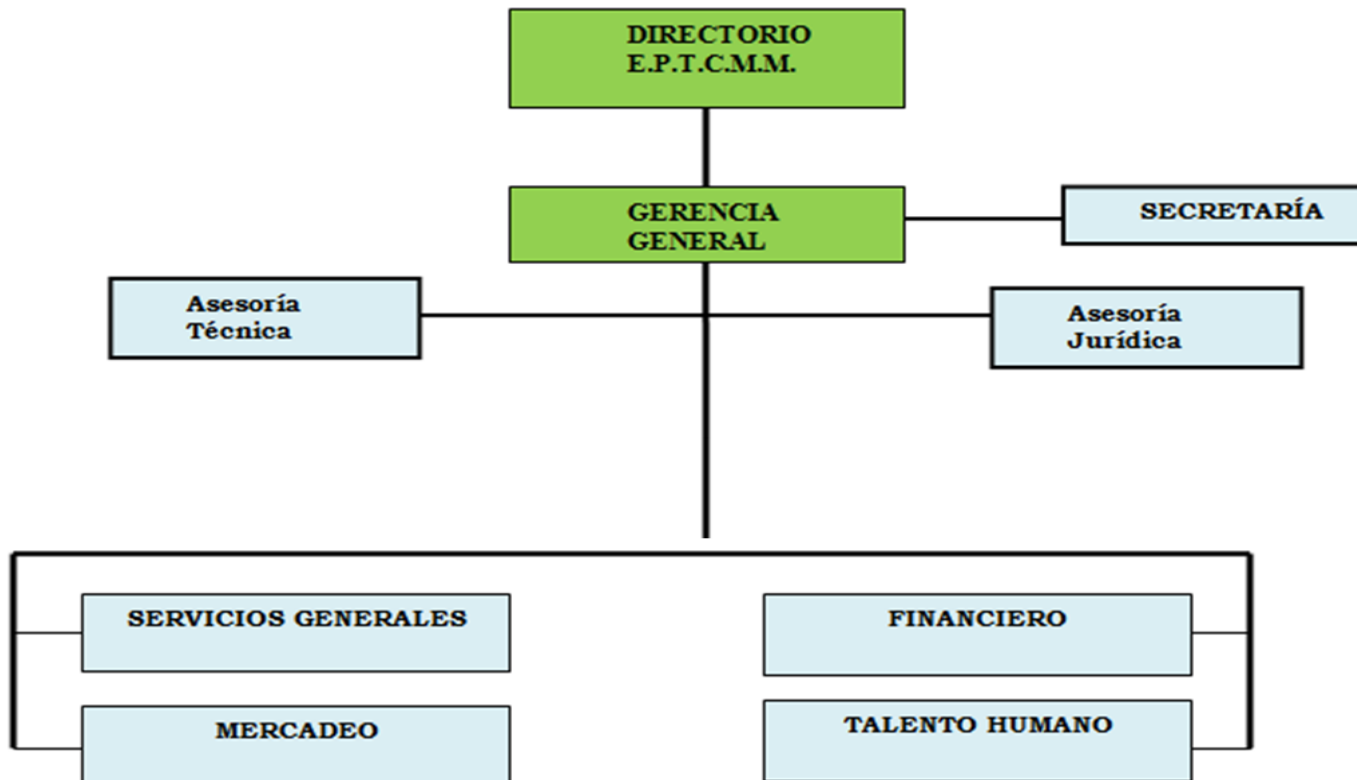 DIRECTORIO
E.P.T.C.M.M.
GERENCIA
GENERAL
SECRETARÍA
Asesoría
Técnica
Asesoría
Jurídica
SERVICIOS GENERALES
FINANCIERO
MERCADEO
TALENTO HUMANO